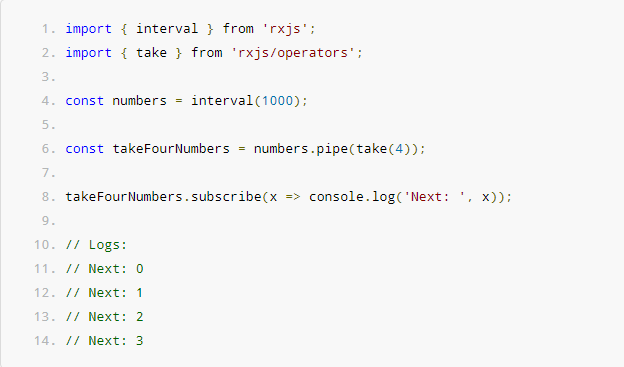 1. import { interval } from 'rxjs';
2. import { take } from 'rxjs/operators';
3.
4. const numbers = interval(1000);
5.
6. const takeFourNumbers = numbers.pipe(take(4));
7.
8. takeFourNumbers.subscribe(x => console.log('Next: ', x));
9.
10. // Logs:
11. // Next: 0
12. // Next: 1
13. // Next: 2
14. // Next: 3